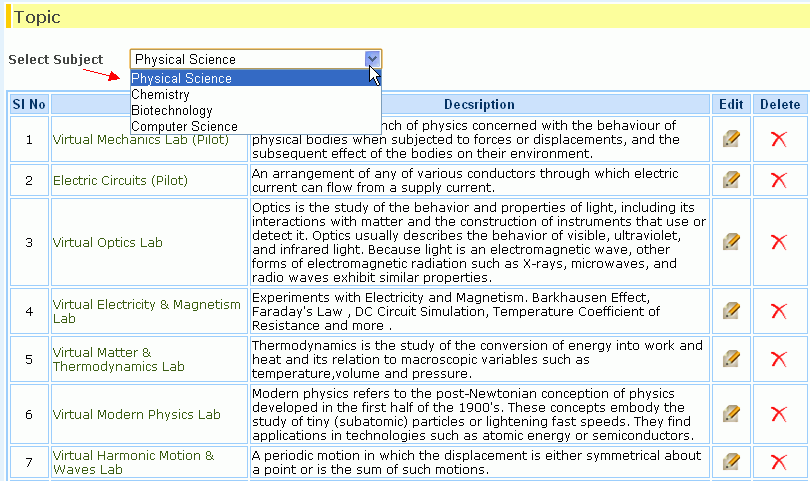 Topic
Select Subject
Physical Science
Physical Science
Chemistry
Biotechnology
Computer Science
Sl No Decsription Edit Delete
1 Virtual Mechanics Lab (Pilot)
of physics concerned with the behaviour of
physical bodies when subjected to forces or displacements, and the
subsequent effect of the bodies on their environment.
2 Electric Circuits (Pilot)
An arrangement of any of various conductors through which electric
current can flow from a supply current.
3 Virtual Optics Lab
Optics is the study of the behavior and properties of light, including its
interactions with matter and the construction of instruments that use or
detect it. Optics usually describes the behavior of visible, ultraviolet,
and infrared light. Because light is an electromagnetic wave, other
forms of electromagnetic radiation such as X-rays, microwaves, and
radio waves exhibit similar properties.
4 Virtual Electricity & Magnetism
Lab
Experiments with Electricity and Magnetism. Barkhausen Effect,
Faraday's Law , DC Circuit Simulation, Temperature Coefficient of
Resistance and more .
5 Virtual Matter &
Thermodynamics Lab
Thermodynamics is the study of the conversion of energy into work and
heat and its relation to macroscopic variables such as
temperature,volume and pressure.
6 Virtual Modern Physics Lab
Modern physics refers to the post-Newtonian conception of physics
developed in the first half of the 1900's. These concepts embody the
study of tiny (subatomic) particles or lightening fast speeds. They find
applications in technologies such as atomic energy or semiconductors.
7 Virtual Harmonic Motion &
Waves Lab
A periodic motion in which the displacement is either symmetrical about
a point or is the sum of such motions.